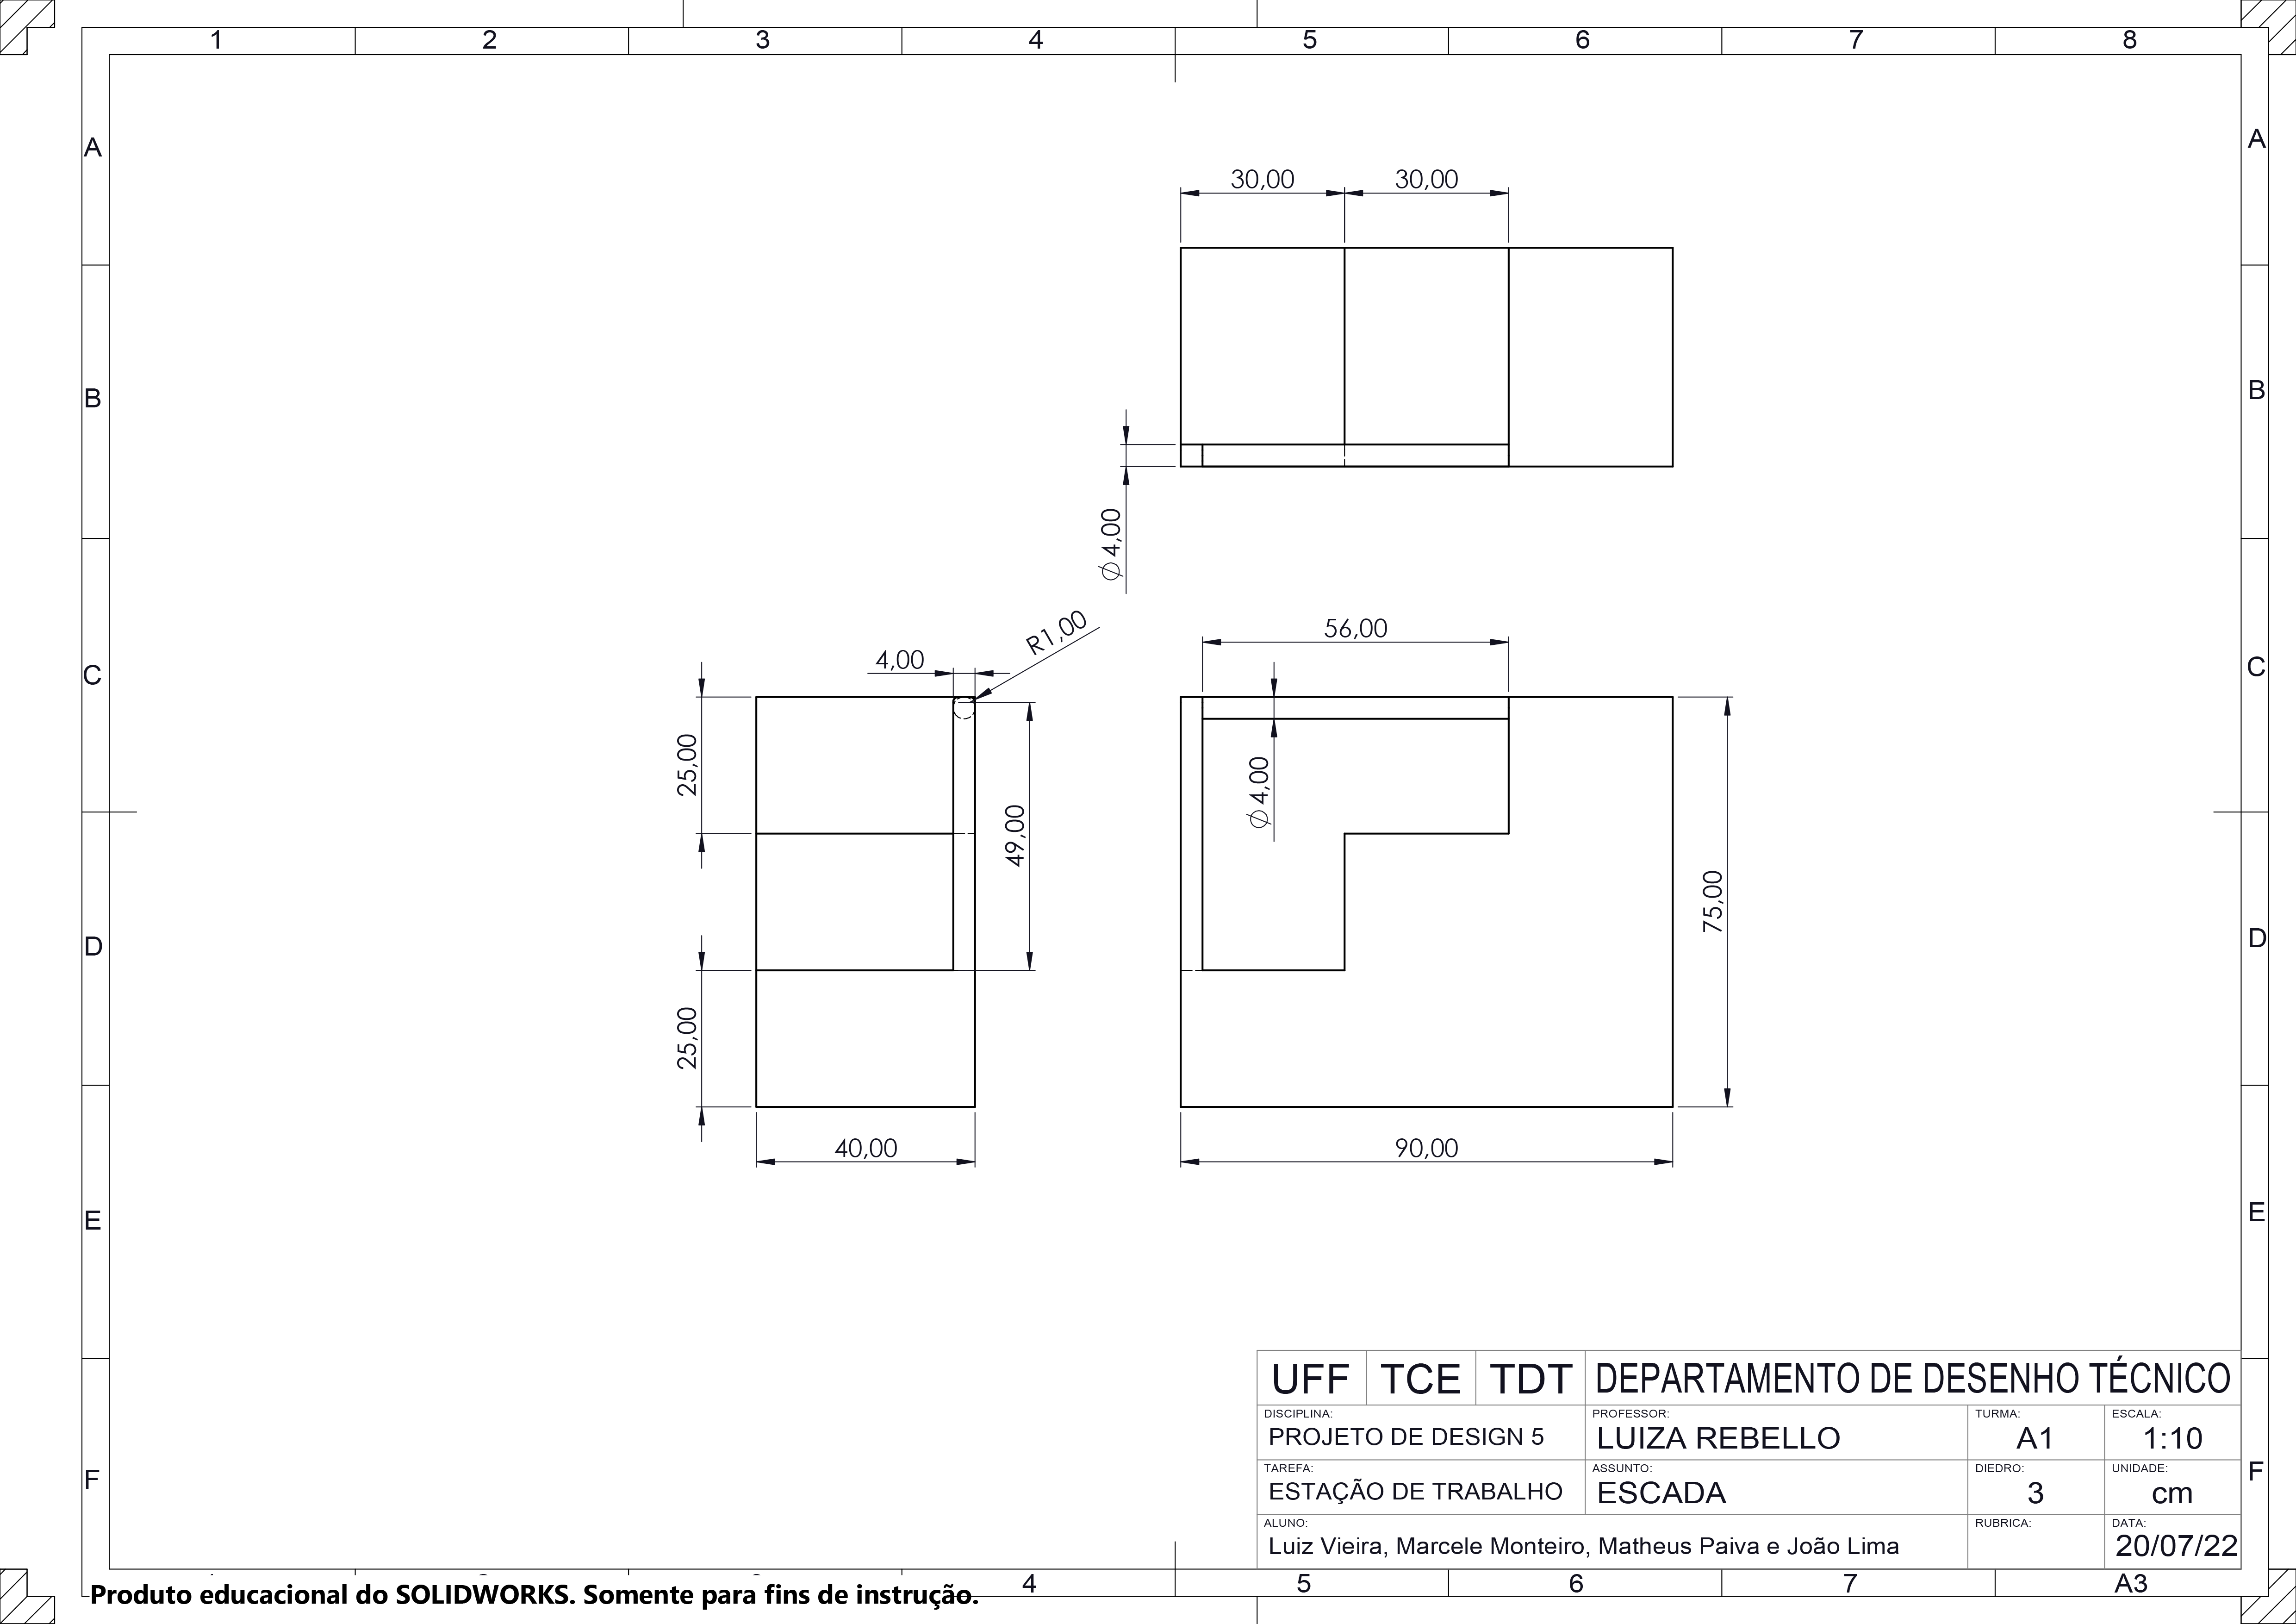 1 2 3 4 5 6 7 8
A A
30,00 30,00
B B
Ø 4,00
R1,00
56,00
4,00
C C
25,00
Ø 4,00
49,00
75,00
D D
25,00
40,00 90,00
E E
UFF TCE TDT DEPARTAMENTO DE DESENHO TÉCNICO
DISCIPLINA: PROFESSOR: TURMA: ESCALA:
PROJETO DE DESIGN 5 LUIZA REBELLO A1 1:10
TAREFA: ASSUNTO: DIEDRO: UNIDADE:
F F
ESTAÇÃO DE TRABALHO ESCADA 3 cm
ALUNO: RUBRICA: DATA:
Luiz Vieira, Marcele Monteiro, Matheus Paiva e João Lima 20/07/22
4 5 6 7 A3
Produto educacional do SOLIDWORKS. Somente para fins de instrução.